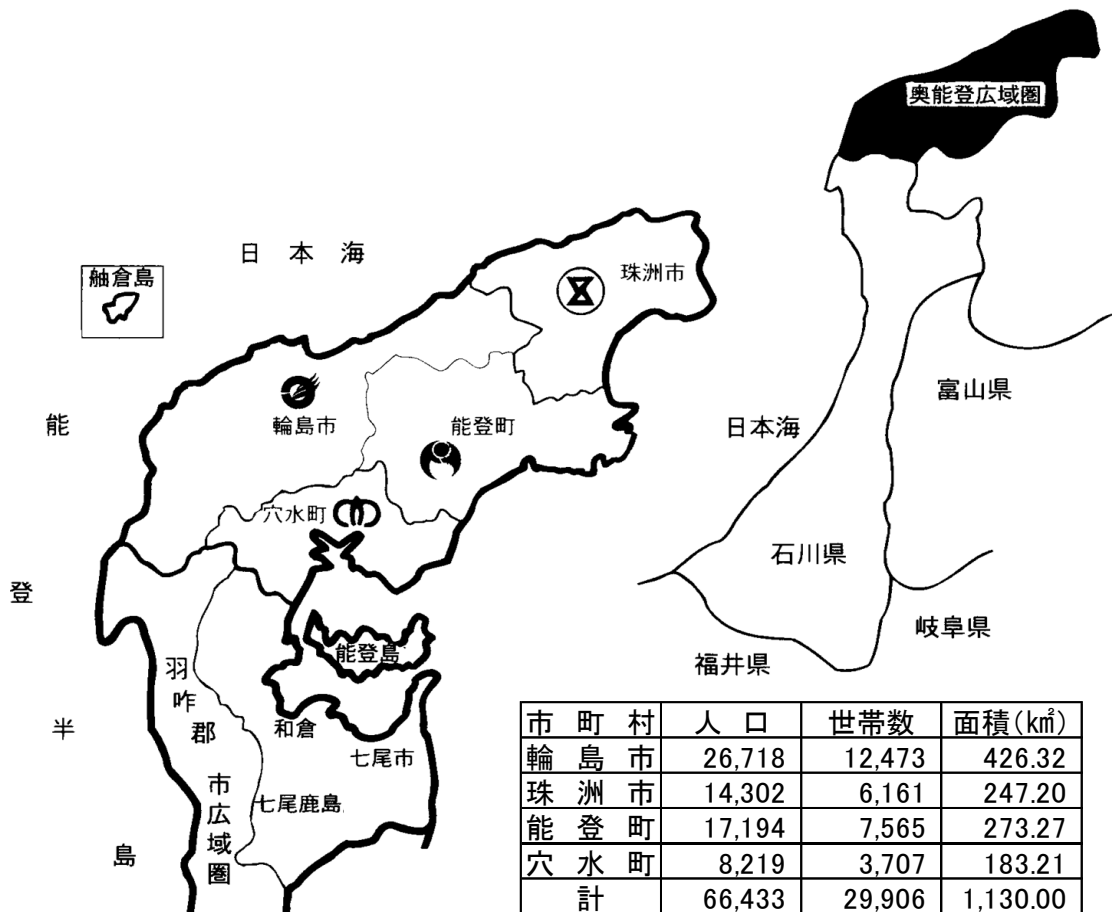 奥能登広域圏
日本海
舳倉島
珠洲市
輪島市
能登町
穴水町
能登島
能登半島
羽咋郡市広域圏
和倉
七尾市
七尾鹿島
日本海
富山県
石川県
岐阜県
福井県
市町村 人口 世帯数 面積(k㎡)
輪島市 26,718 12,473 426.32
珠洲市 14,302 6,161 247.20
能登町 17,194 7,565 273.27
穴水町 8,219 3,707 183.21
計 66,433 29,906 1,130.00